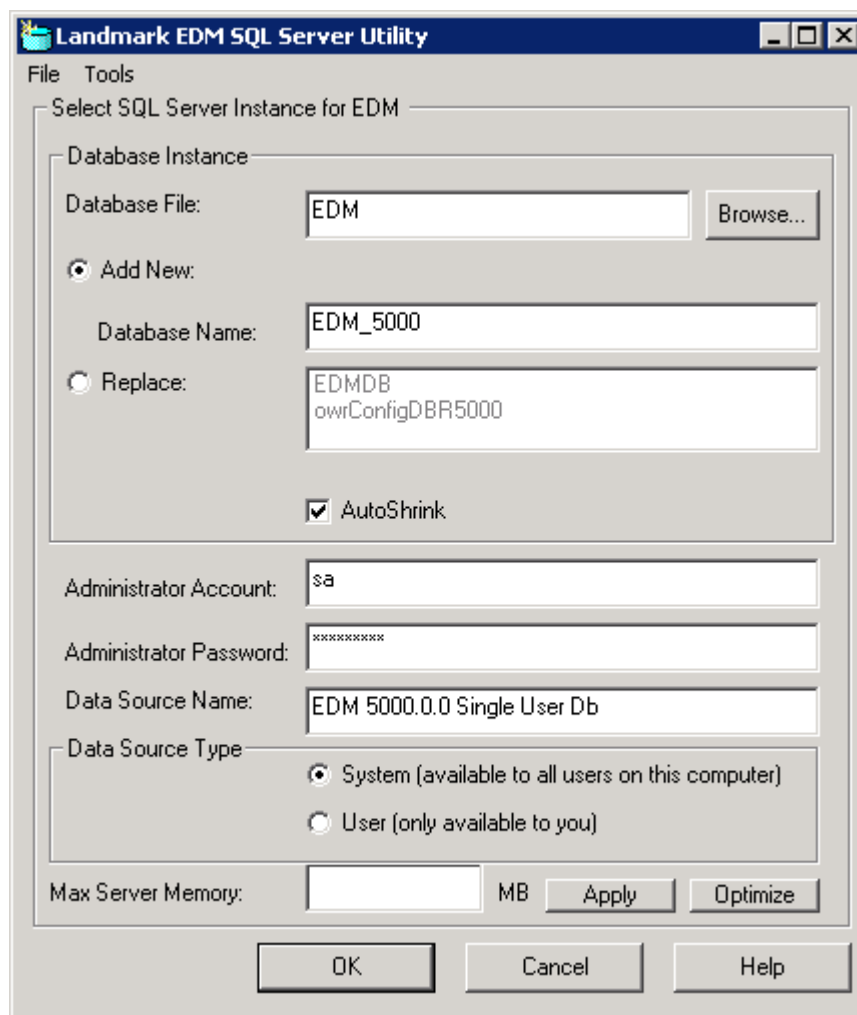 Landmark EDM SQL Server Utility
File Tools
Select SQL Server Instance for EDM
Database Instance
Database File: EDM Browse...
Add New:
Database Name: EDM_5000
Replace: EDMDB
owrConfigDBR5000
AutoShrink
Administrator Account: sa
Administrator Password: *********
Data Source Name: EDM 5000.0.0 Single User Db
Data Source Type
System (available to all users on this computer)
User (only available to you)
Max Server Memory: MB Apply Optimize
OK Cancel Help